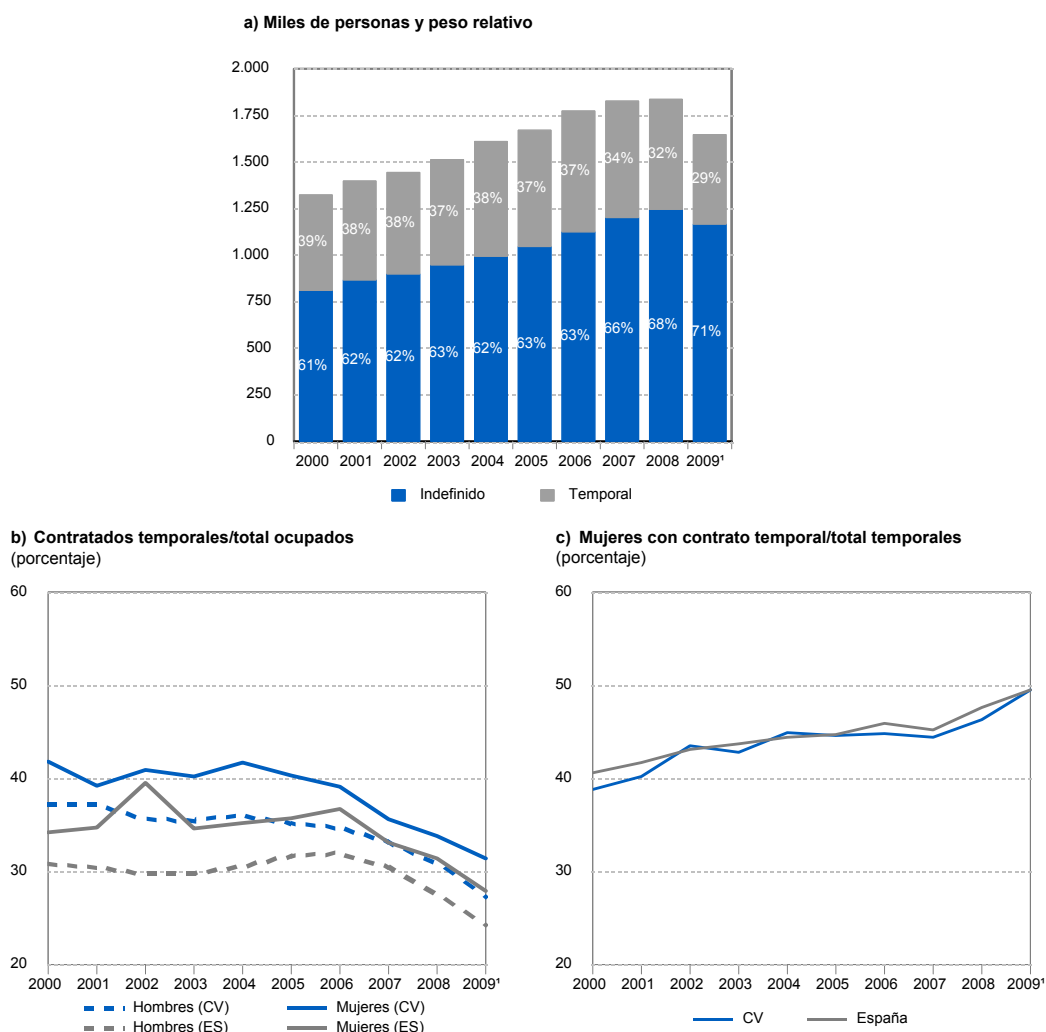 a) Miles de personas y peso relativo
2.000
1.750
1.500
1.250
1.000
750
500
250
0
39% 38% 38% 37% 38% 37% 37% 34% 32% 29%
61% 62% 62% 63% 62% 63% 63% 66% 68% 71%
2000 2001 2002 2003 2004 2005 2006 2007 2008 2009¹
Indefinido Temporal
b) Contratados temporales/total ocupados
(porcentaje)
60
50
40
30
20
2000 2001 2002 2003 2004 2005 2006 2007 2008 2009¹
Hombres (CV) Mujeres (CV)
Hombres (ES) Mujeres (ES)
c) Mujeres con contrato temporal/total temporales
(porcentaje)
60
50
40
30
20
2000 2001 2002 2003 2004 2005 2006 2007 2008 2009¹
CV España